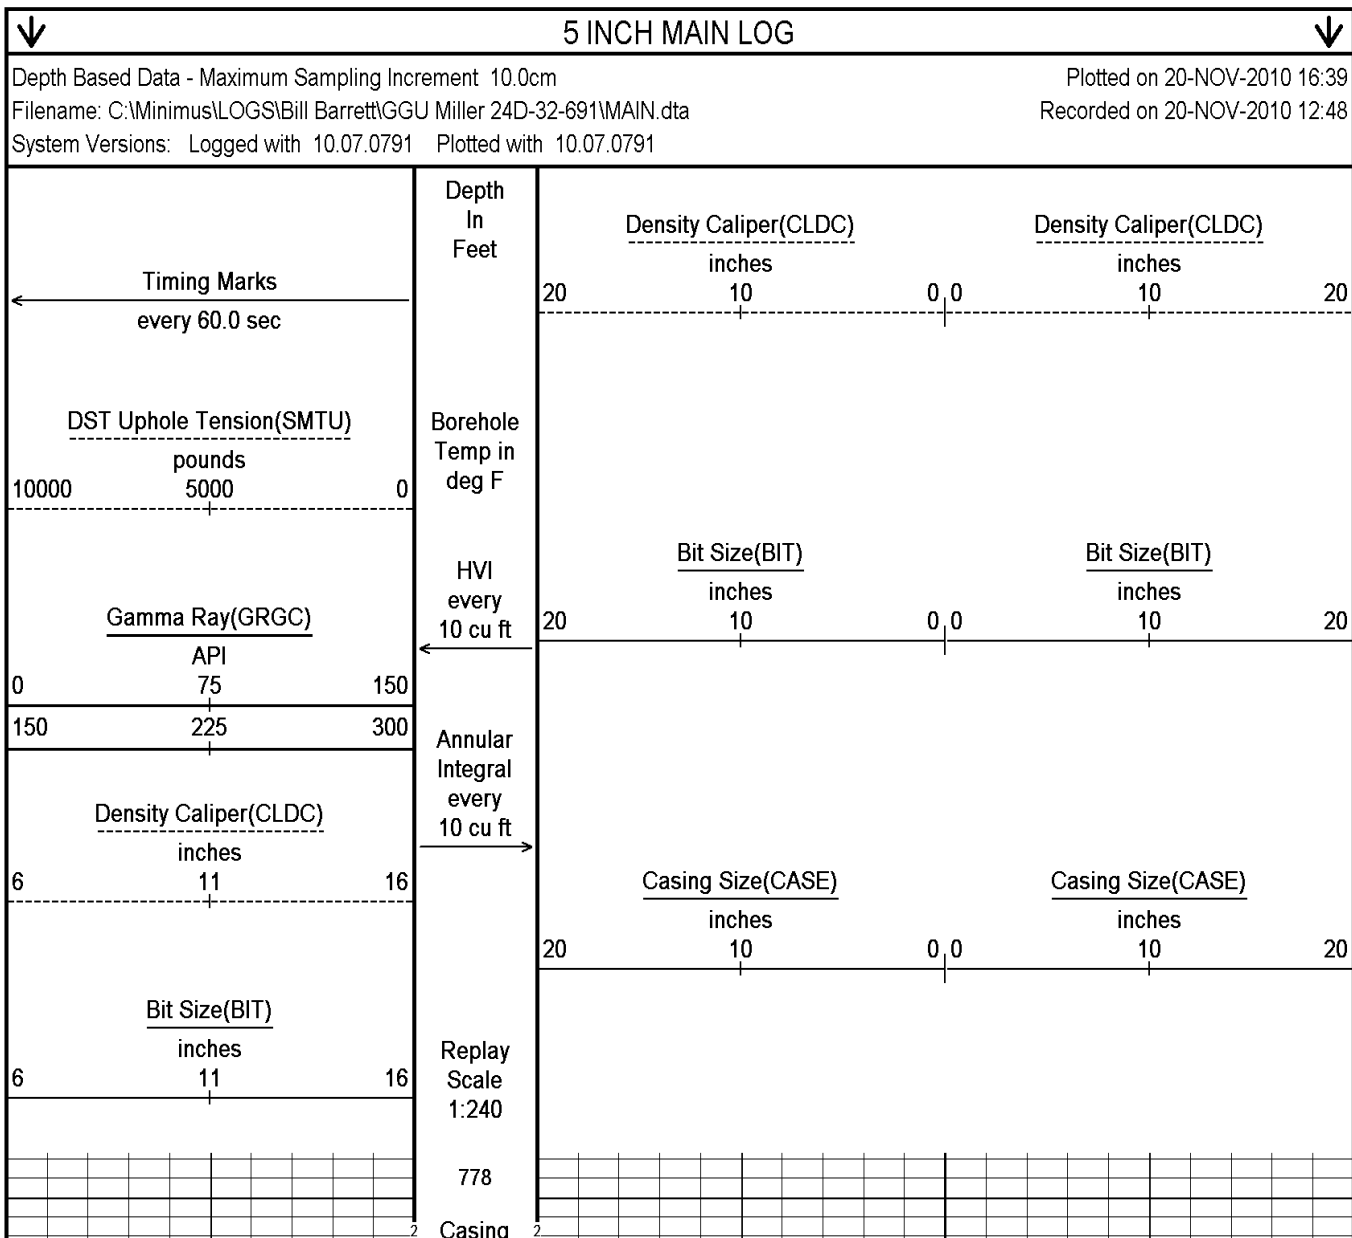 5 INCH MAIN LOG
Depth Based Data - Maximum Sampling Increment 10.0cm
Plotted on 20-NOV-2010 16:39
Filename: C:\Minimus\LOGS\Bill Barrett\GGU Miller 24D-32-691\MAIN.dta
Recorded on 20-NOV-2010 12:48
System Versions: Logged with 10.07.0791 Plotted with 10.07.0791
Timing Marks
every 60.0 sec
DST Uphole Tension(SMTU)
pounds
10000 5000 0
Gamma Ray(GRGC)
API
0 75 150
150 225 300
Density Caliper(CLDC)
inches
6 11 16
Bit Size(BIT)
inches
6 11 16
Depth
In
Feet
Borehole
Temp in
deg F
HVI
every
10 cu ft
Annular
Integral
every
10 cu ft
Replay
Scale
1:240
778
2 Casing 2
Density Caliper(CLDC) Density Caliper(CLDC)
inches inches
20 10 0 0 10 20
Bit Size(BIT) Bit Size(BIT)
inches inches
20 10 0 0 10 20
Casing Size(CASE) Casing Size(CASE)
inches inches
20 10 0 0 10 20